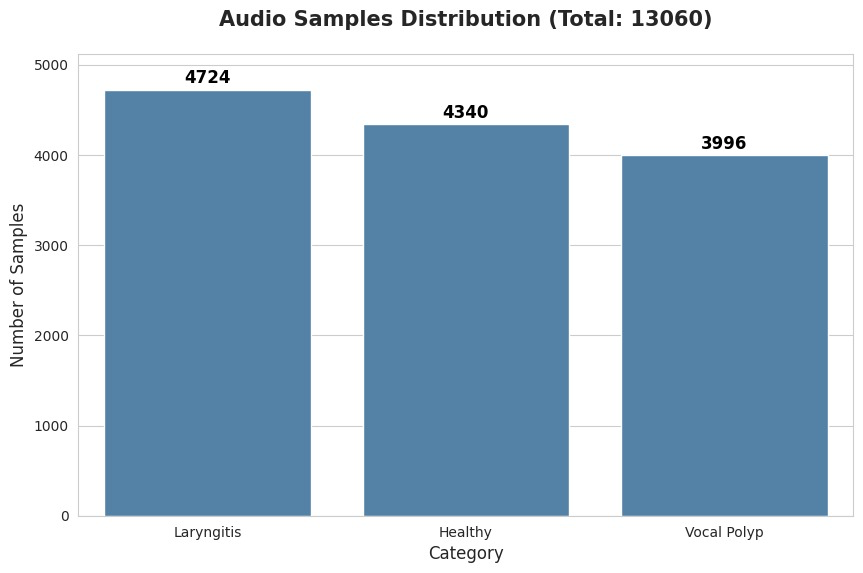 Audio Samples Distribution (Total: 13060)
Number of Samples
5000
4000
3000
2000
1000
0
4724
4340
3996
Laryngitis
Healthy
Vocal Polyp
Category